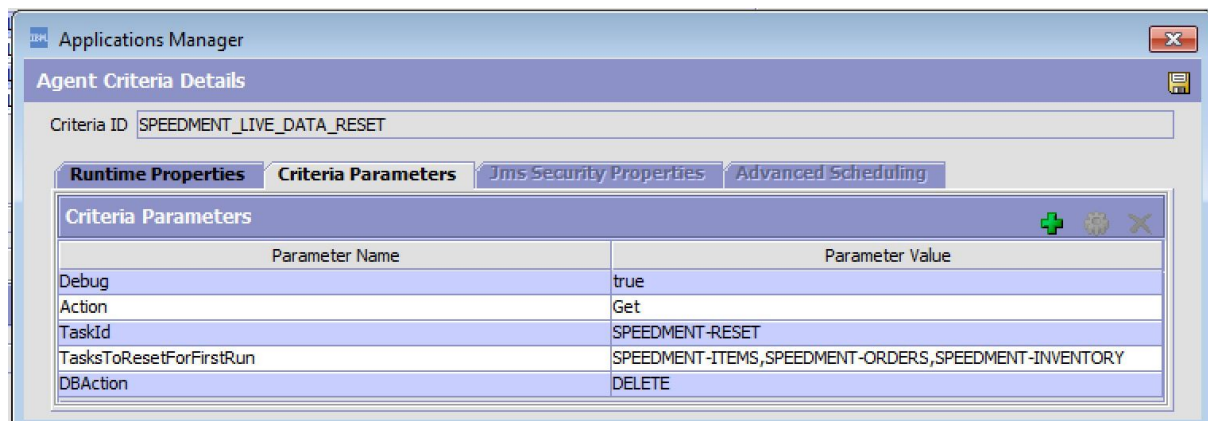 IBM Applications Manager
Agent Criteria Details
Criteria ID SPEEDMENT_LIVE_DATA_RESET
Runtime Properties Criteria Parameters Jms Security Properties Advanced Scheduling
Criteria Parameters
Parameter Name Parameter Value
Debug true
Action Get
TaskId SPEEDMENT-RESET
TasksToResetForFirstRun SPEEDMENT-ITEMS,SPEEDMENT-ORDERS,SPEEDMENT-INVENTORY
DBAction DELETE